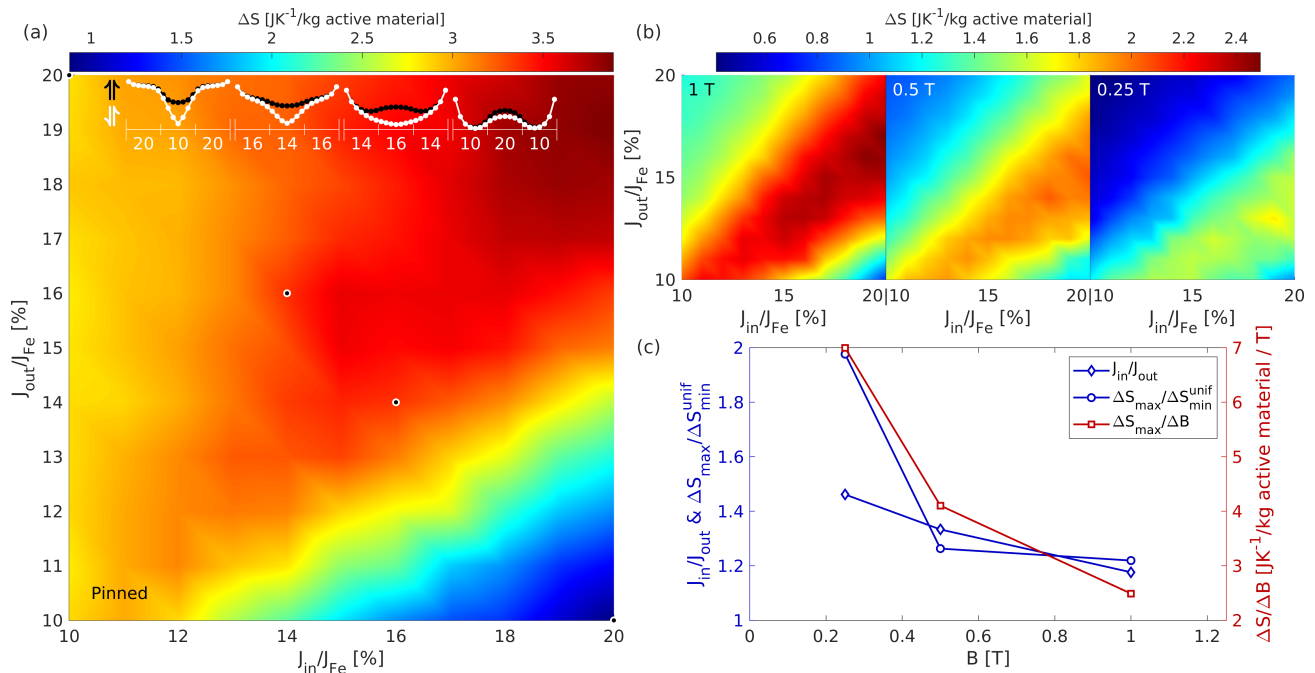 (a)
ΔS [JK⁻¹/kg active material]
1 1.5 2 2.5 3 3.5
20
19
18
17
16
15
14
13
12
11
10
J_out/J_Fe [%]
⥮ 
20 10 20 16 14 16 14 16 14 10 20 10
Pinned
10 12 14 16 18 20
J_in/J_Fe [%]
(b)
ΔS [JK⁻¹/kg active material]
0.6 0.8 1 1.2 1.4 1.6 1.8 2 2.2 2.4
20
15
10
J_out/J_Fe [%]
1 T 0.5 T 0.25 T
10 15 20|10 15 20|10 15 20
J_in/J_Fe [%] J_in/J_Fe [%] J_in/J_Fe [%]
(c)
2
1.8
1.6
1.4
1.2
1
J_in/J_out & ΔS_max/ΔS_min^unif
J_in/J_out
ΔS_max/ΔS_min^unif
ΔS_max/ΔB
7
6
5
4
3
2
ΔS/ΔB [JK⁻¹/kg active material / T]
0 0.2 0.4 0.6 0.8 1 1.2
B [T]